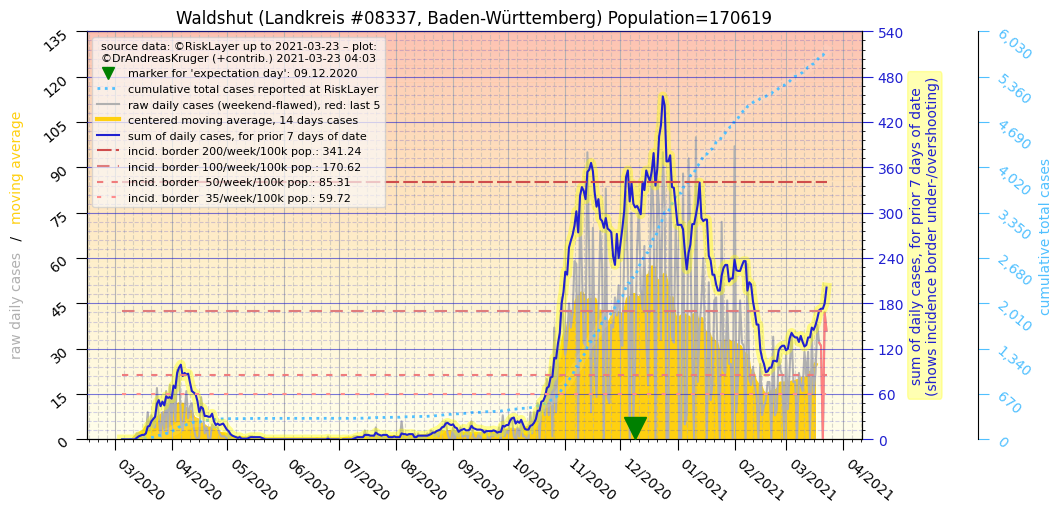 Waldshut (Landkreis #08337, Baden-Württemberg) Population=170619
source data: ©RiskLayer up to 2021-03-23 – plot:
©DrAndreasKruger (+contrib.) 2021-03-23 04:03
marker for 'expectation day': 09.12.2020
cumulative total cases reported at RiskLayer
raw daily cases (weekend-flawed), red: last 5
centered moving average, 14 days cases
sum of daily cases, for prior 7 days of date
incid. border 200/week/100k pop.: 341.24
incid. border 100/week/100k pop.: 170.62
incid. border  50/week/100k pop.: 85.31
incid. border  35/week/100k pop.: 59.72
raw daily cases  /  moving average
135
120
105
90
75
60
45
30
15
0
03/2020
04/2020
05/2020
06/2020
07/2020
08/2020
09/2020
10/2020
11/2020
12/2020
01/2021
02/2021
03/2021
04/2021
540
480
420
360
300
240
180
120
60
0
sum of daily cases, for prior 7 days of date
(shows incidence border under-/overshooting)
6,030
5,360
4,690
4,020
3,350
2,680
2,010
1,340
670
0
cumulative total cases